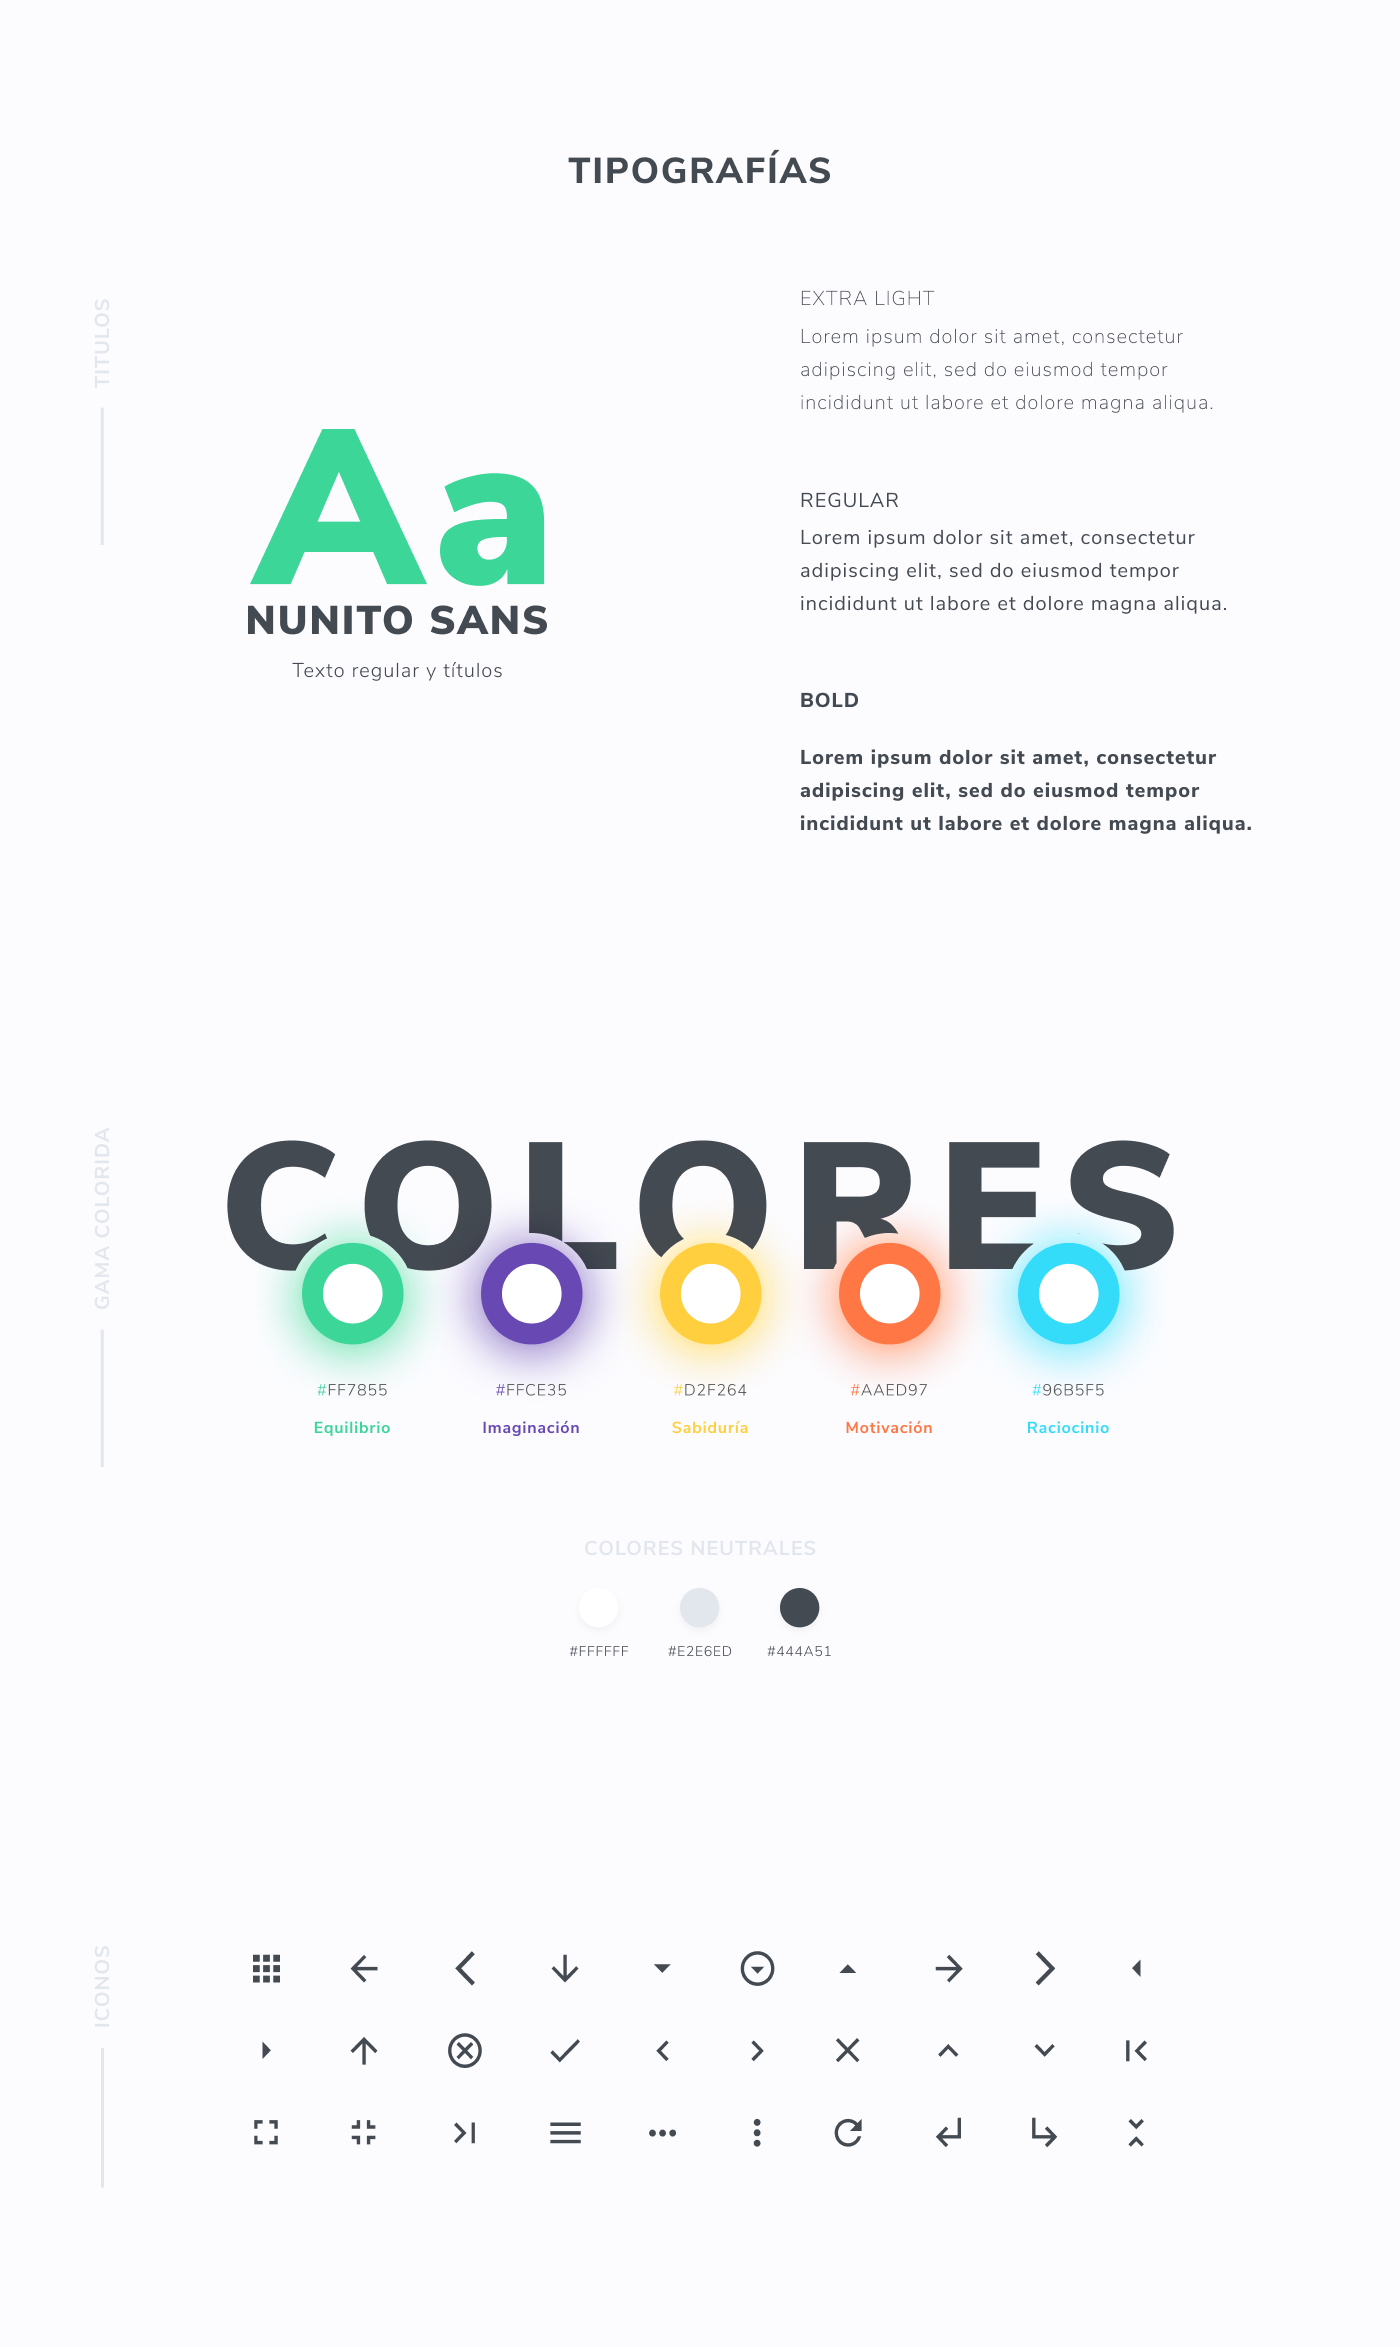 TIPOGRAFÍAS
TITULOS
Aa
NUNITO SANS
Texto regular y títulos
EXTRA LIGHT
Lorem ipsum dolor sit amet, consectetur
adipiscing elit, sed do eiusmod tempor
incididunt ut labore et dolore magna aliqua.
REGULAR
Lorem ipsum dolor sit amet, consectetur
adipiscing elit, sed do eiusmod tempor
incididunt ut labore et dolore magna aliqua.
BOLD
Lorem ipsum dolor sit amet, consectetur
adipiscing elit, sed do eiusmod tempor
incididunt ut labore et dolore magna aliqua.
GAMA COLORIDA
COLORES
#FF7855
Equilibrio
#FFCE35
Imaginación
#D2F264
Sabiduría
#AAED97
Motivación
#96B5F5
Raciocinio
COLORES NEUTRALES
#FFFFFF
#E2E6ED
#444A51
ICONOS